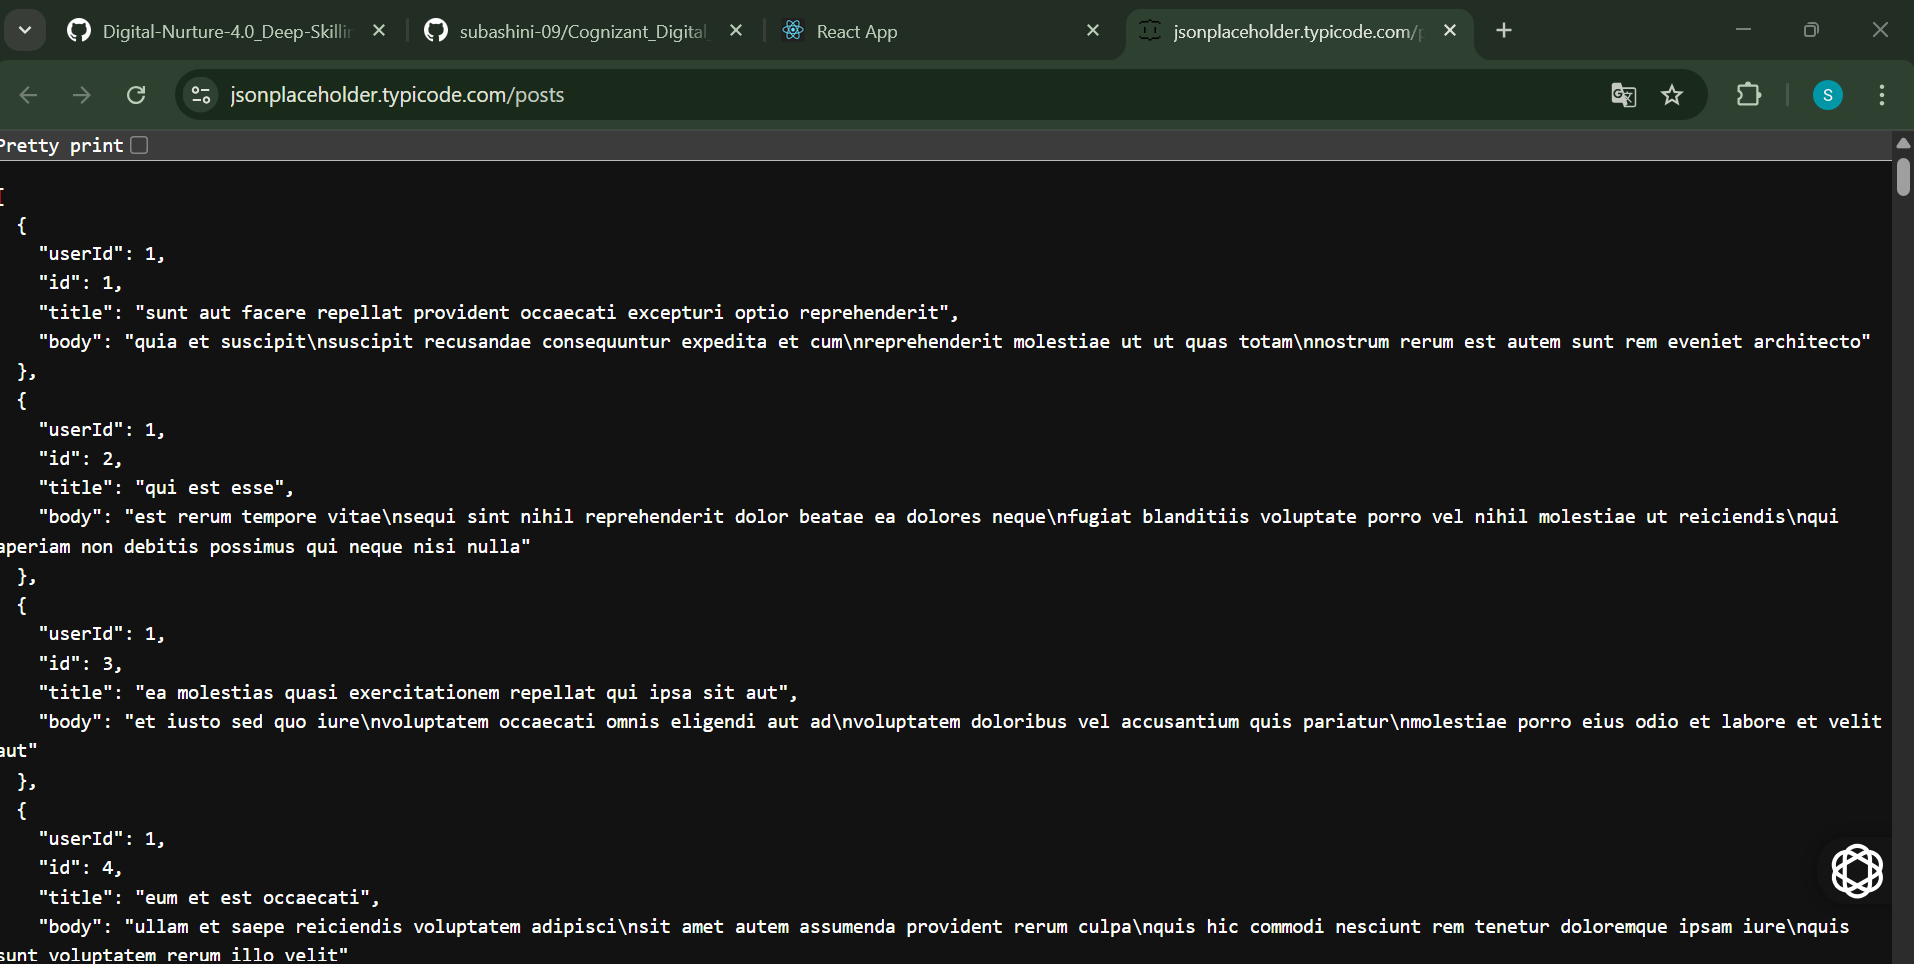 Digital-Nurture-4.0_Deep-Skillin
subashini-09/Cognizant_Digital_
React App
jsonplaceholder.typicode.com/p
jsonplaceholder.typicode.com/posts
S
Pretty print
[
{
"userId": 1,
"id": 1,
"title": "sunt aut facere repellat provident occaecati excepturi optio reprehenderit",
"body": "quia et suscipit\nsuscipit recusandae consequuntur expedita et cum\nreprehenderit molestiae ut ut quas totam\nnostrum rerum est autem sunt rem eveniet architecto"
},
{
"userId": 1,
"id": 2,
"title": "qui est esse",
"body": "est rerum tempore vitae\nsequi sint nihil reprehenderit dolor beatae ea dolores neque\nfugiat blanditiis voluptate porro vel nihil molestiae ut reiciendis\nqui
aperiam non debitis possimus qui neque nisi nulla"
},
{
"userId": 1,
"id": 3,
"title": "ea molestias quasi exercitationem repellat qui ipsa sit aut",
"body": "et iusto sed quo iure\nvoluptatem occaecati omnis eligendi aut ad\nvoluptatem doloribus vel accusantium quis pariatur\nmolestiae porro eius odio et labore et velit
aut"
},
{
"userId": 1,
"id": 4,
"title": "eum et est occaecati",
"body": "ullam et saepe reiciendis voluptatem adipisci\nsit amet autem assumenda provident rerum culpa\nquis hic commodi nesciunt rem tenetur doloremque ipsam iure\nquis
sunt voluptatem rerum illo velit"